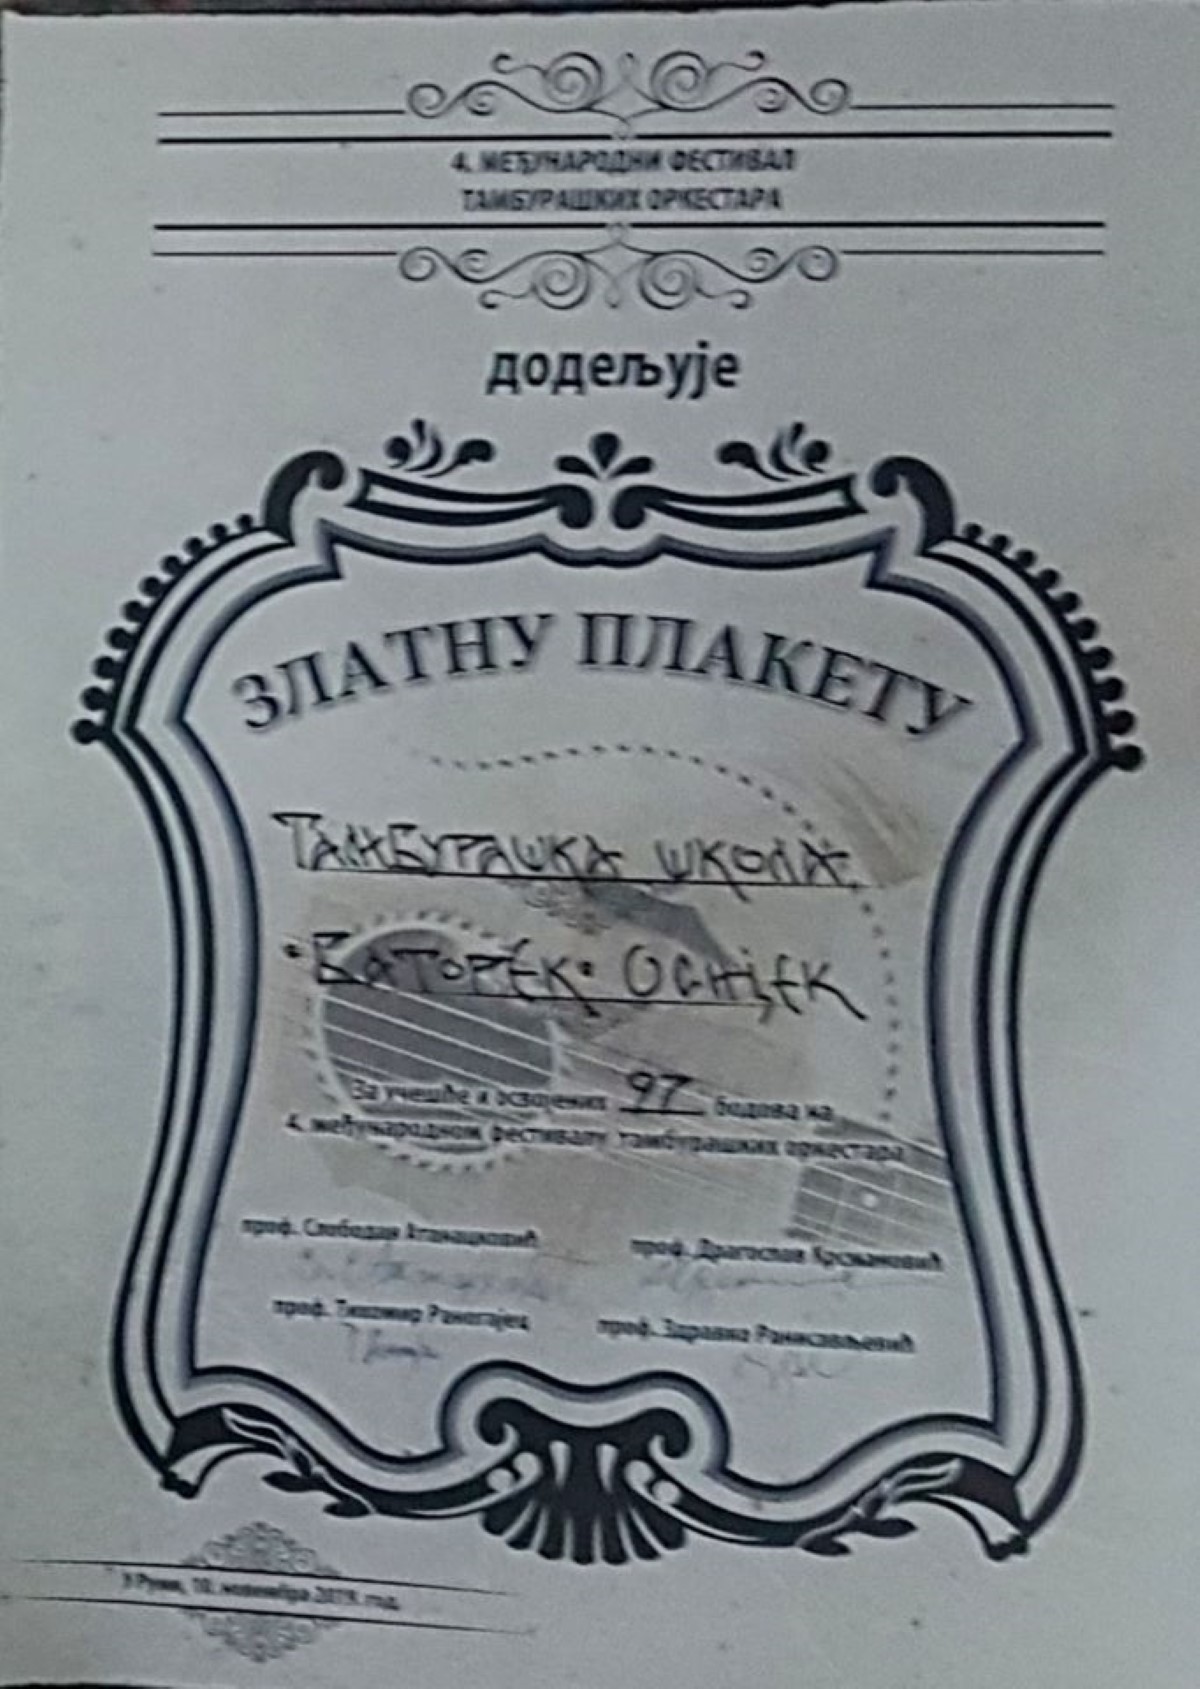 4. МЕЂУНАРОДНИ ФЕСТИВАЛ
ТАМБУРАШКИХ ОРКЕСТАРА
додељује
ЗЛАТНУ ПЛАКЕТУ
ТАМБУРАШКА ШКОЛА
"БАТОРЕК" ОСИЈЕК
За учешће и освојених 97 бодова на
4. међународном фестивалу тамбурашких оркестара
проф. Слободан Атанацковић
проф. Драгослав Крсмановић
проф. Тихомир Раногајец
проф. Здравко Ранисављевић
У Руми, 10. новембра 2019. год.